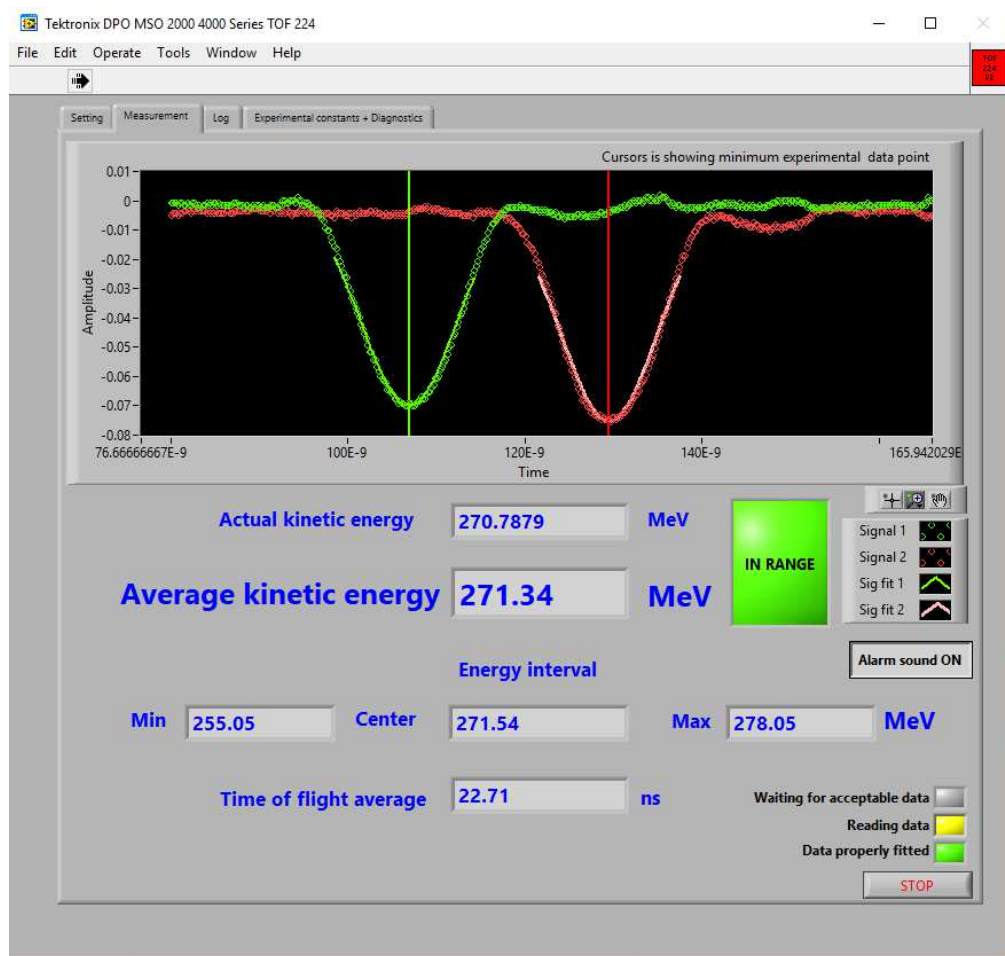 Tektronix DPO MSO 2000 4000 Series TOF 224
File Edit Operate Tools Window Help
TOF
224
Setting Measurement Log Experimental constants + Diagnostics
Cursors is showing minimum experimental data point
0.01
0
-0.01
-0.02
-0.03
-0.04
-0.05
-0.06
-0.07
-0.08
Amplitude
76.66666667E-9 100E-9 120E-9 140E-9 165.942029E
Time
Actual kinetic energy 270.7879 MeV
Average kinetic energy 271.34 MeV
IN RANGE
Signal 1
Signal 2
Sig fit 1
Sig fit 2
Alarm sound ON
Energy interval
Min 255.05 Center 271.54 Max 278.05 MeV
Time of flight average 22.71 ns
Waiting for acceptable data
Reading data
Data properly fitted
STOP